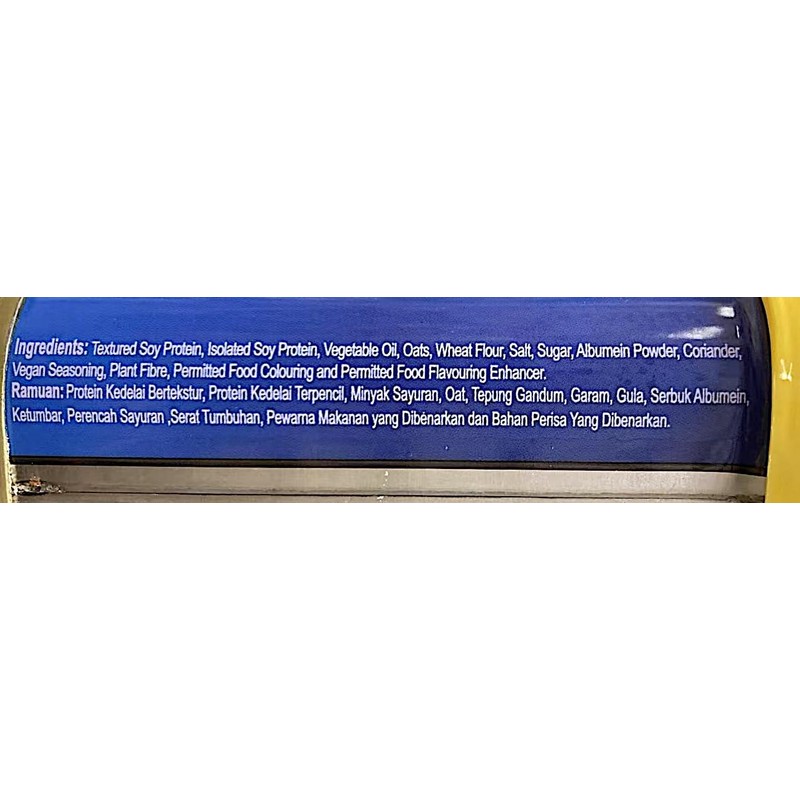 Ingredients: Textured Soy Protein, Isolated Soy Protein, Vegetable Oil, Oats, Wheat Flour, Salt, Sugar, Albumein Powder, Coriander,
Vegan Seasoning, Plant Fibre, Permitted Food Colouring and Permitted Food Flavouring Enhancer.
Ramuan: Protein Kedelai Bertekstur, Protein Kedelai Terpencil, Minyak Sayuran, Oat, Tepung Gandum, Garam, Gula, Serbuk Albumein,
Ketumbar, Perencah Sayuran ,Serat Tumbuhan, Pewarna Makanan yang Dibenarkan dan Bahan Perisa Yang Dibenarkan.